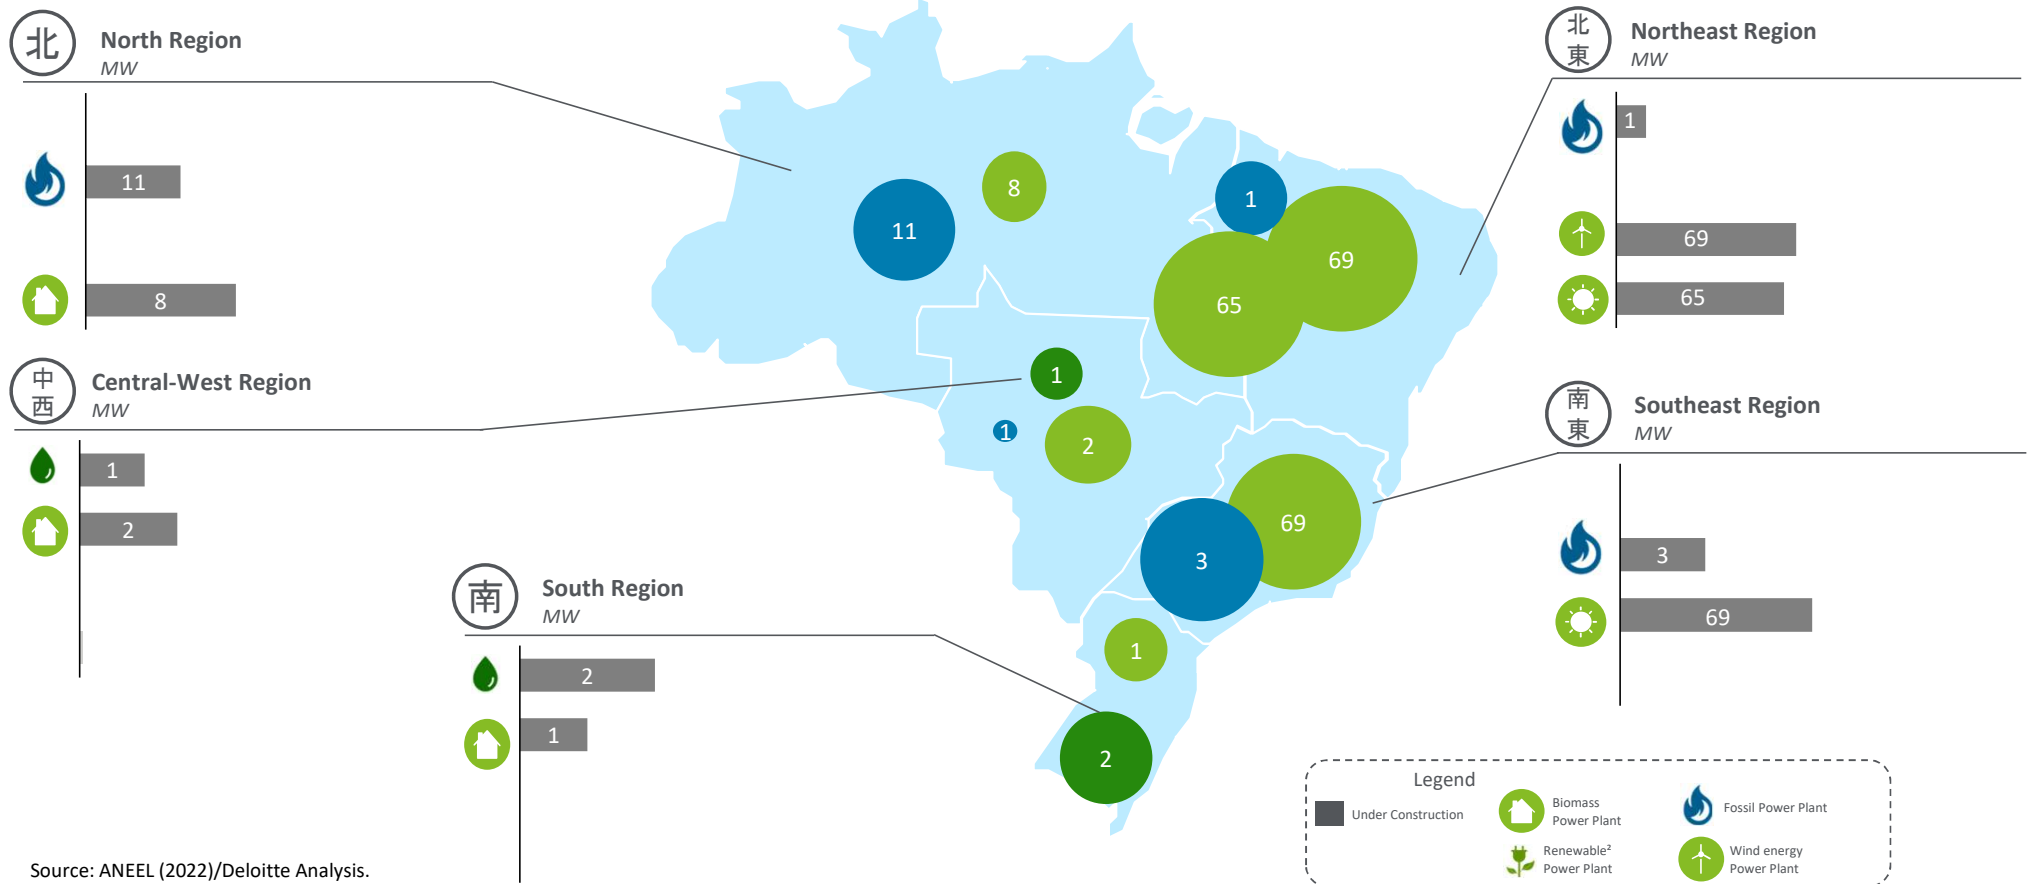 北
North Region
MW
11
8
中
西
Central-West Region
MW
1
2
南
South Region
MW
2
1
北
東
Northeast Region
MW
1
69
65
南
東
Southeast Region
MW
3
69
8
11
1
69
65
1
1
2
69
3
1
2
Legend
Under Construction
Biomass
Power Plant
Fossil Power Plant
Renewable²
Power Plant
Wind energy
Power Plant
Source: ANEEL (2022)/Deloitte Analysis.